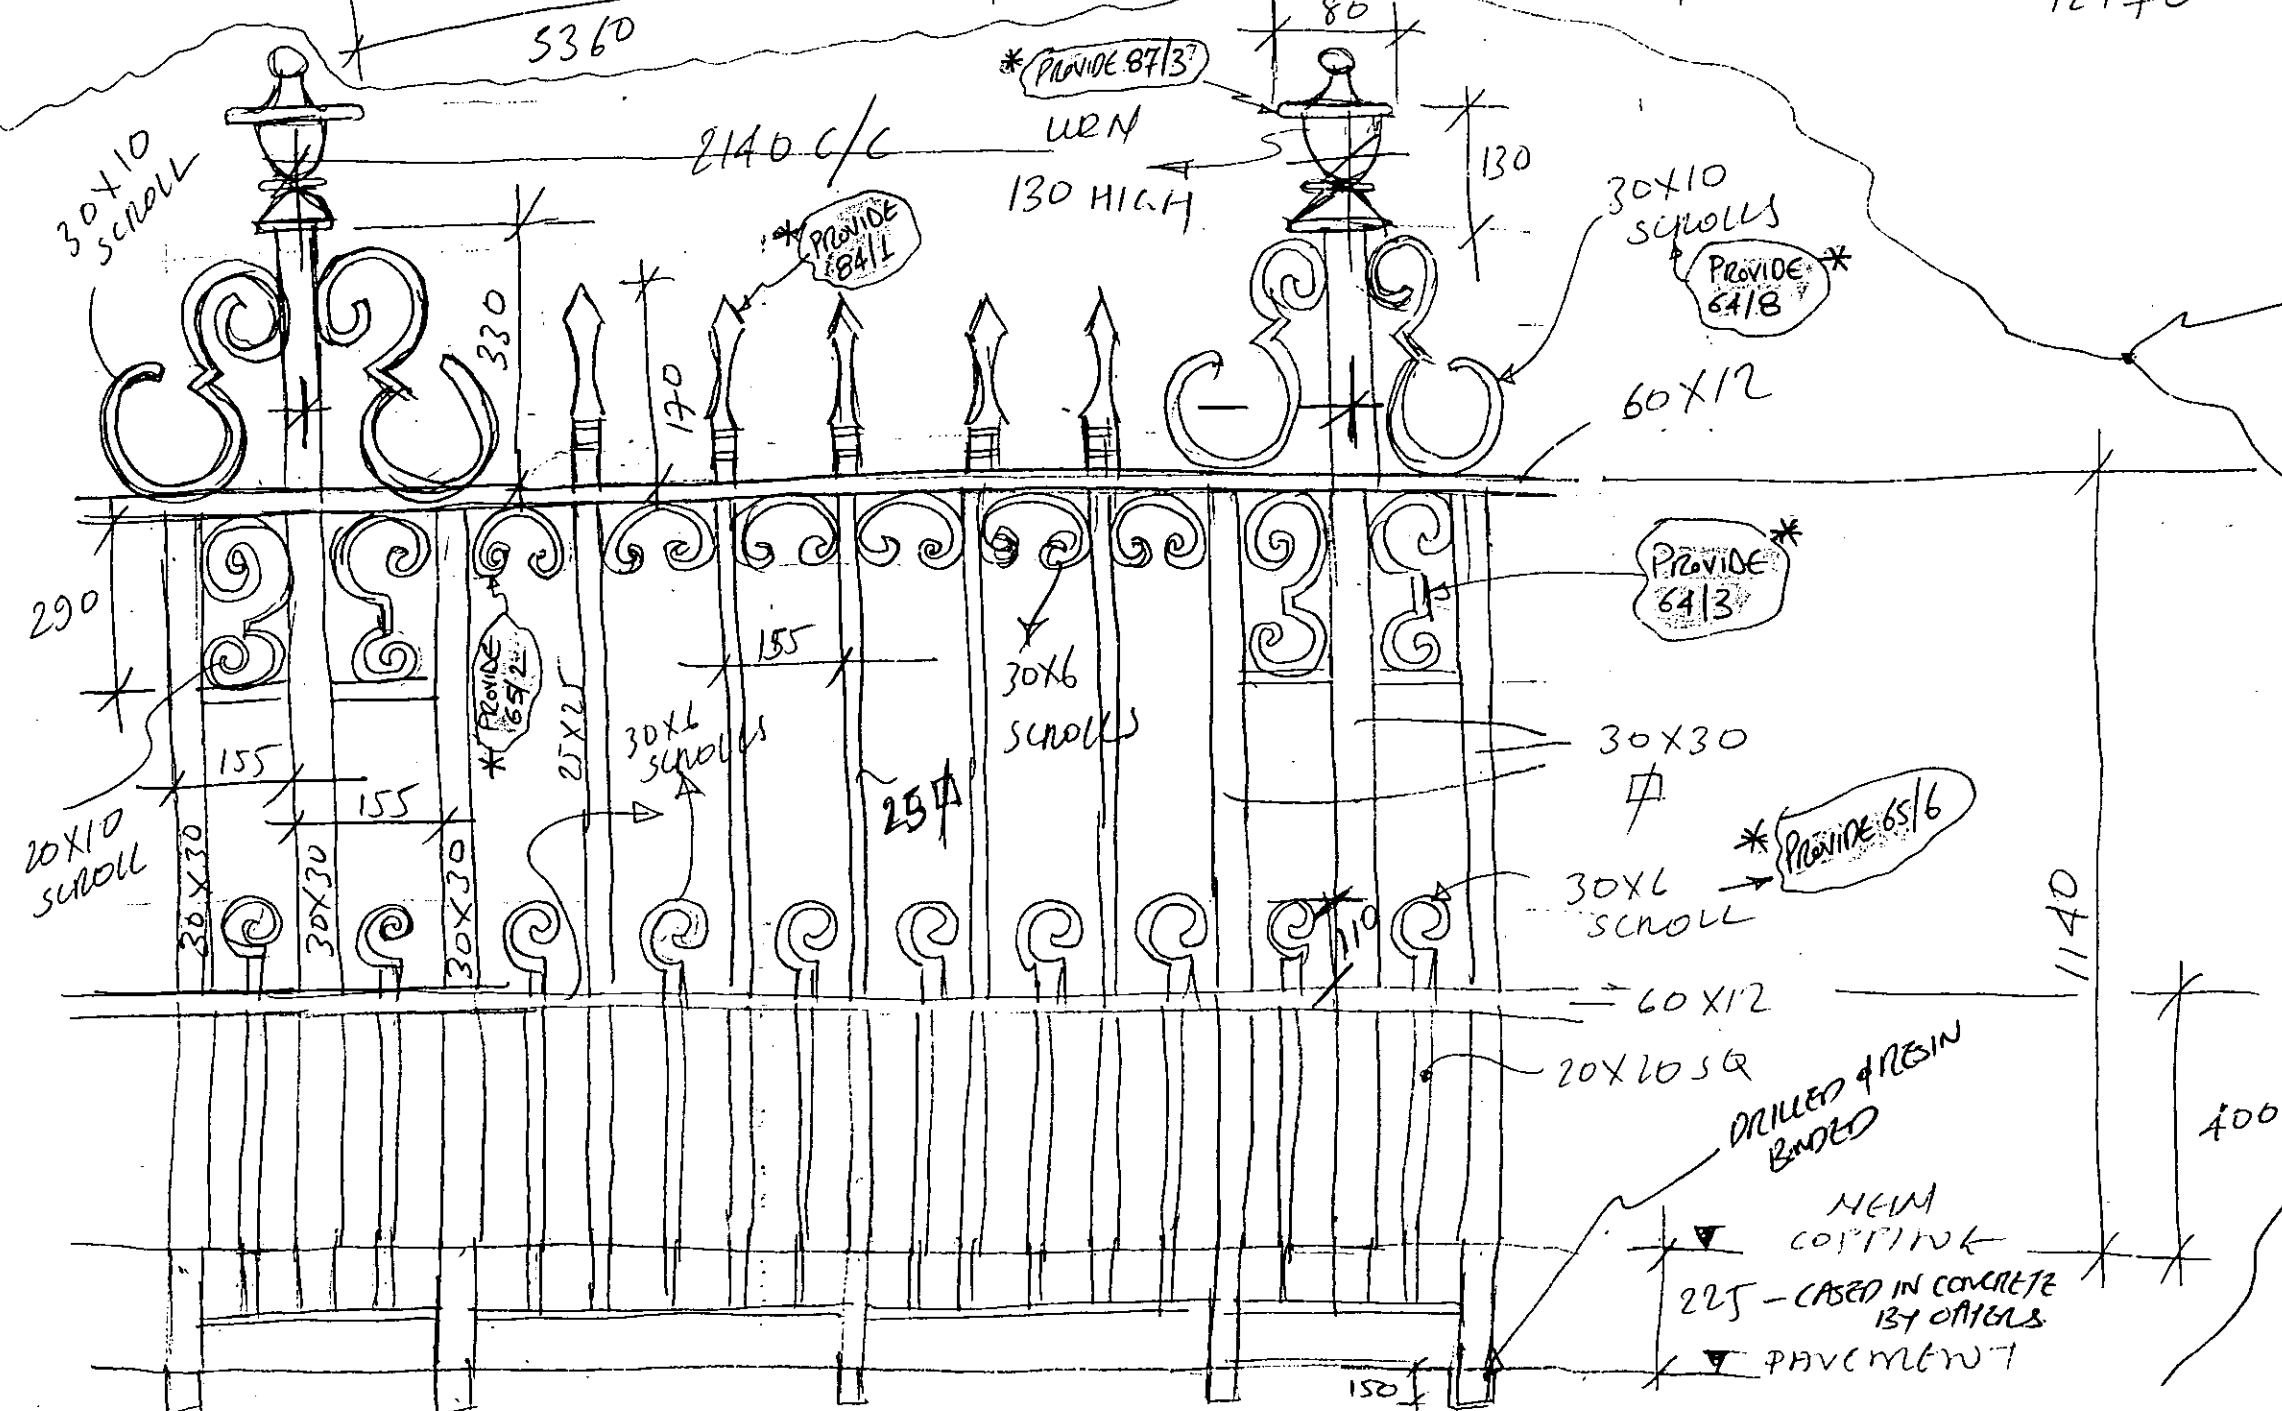 5360
80
* PROVIDE 87/3
URN
130 HIGH
2140 C/C
130
30X10
SCROLL
* PROVIDE
84/1
30X10
SCROLLS
PROVIDE *
64/8
330
170
60X12
290
PROVIDE *
64/3
155
PROVIDE
65/2
*
25X25
30X6
SCROLLS
30X6
SCROLLS
30X30
25
155
155
20X10
SCROLL
30X30
30X30
30X30
* PROVIDE 65/6
30X6
SCROLL
110
1140
60X12
20X20 SQ
DRILLED & RESIN
BONDED
400
NEW
COPPING
225 - CASED IN CONCRETE
BY OTHERS
PAVEMENT
150